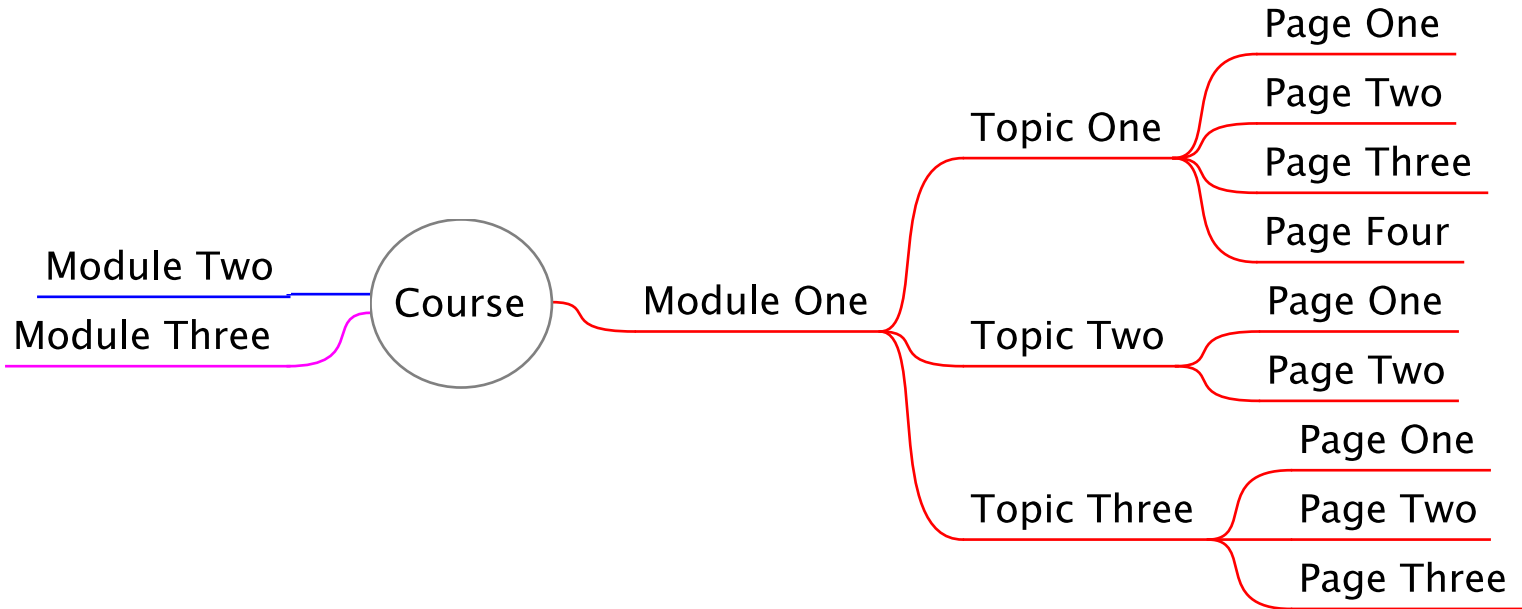 Course
Module One
Topic One
Page One
Page Two
Page Three
Page Four
Topic Two
Page One
Page Two
Topic Three
Page One
Page Two
Page Three
Module Two
Module Three